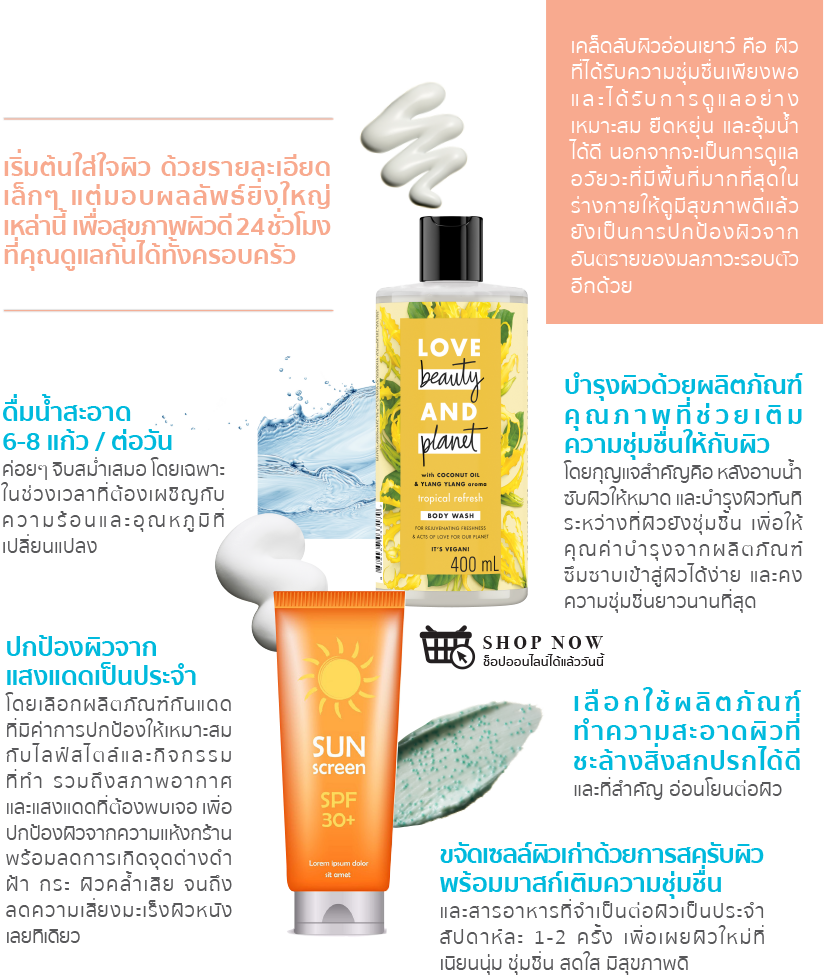 เคล็ดลับผิวอ่อนเยาว์ คือ ผิว
ที่ได้รับความชุ่มชื่นเพียงพอ
และได้รับการดูแลอย่าง
เหมาะสม ยืดหยุ่น และอุ้มน้ำ
ได้ดี นอกจากจะเป็นการดูแล
อวัยวะที่มีพื้นที่มากที่สุดใน
ร่างกายให้ดูมีสุขภาพดีแล้ว
ยังเป็นการปกป้องผิวจาก
อันตรายของมลภาวะรอบตัว
อีกด้วย
เริ่มต้นใส่ใจผิว ด้วยรายละเอียด
เล็กๆ แต่มอบผลลัพธ์ยิ่งใหญ่
เหล่านี้ เพื่อสุขภาพผิวดี 24 ชั่วโมง
ที่คุณดูแลกันได้ทั้งครอบครัว
LOVE
beauty
AND
planet
with COCONUT OIL
& YLANG YLANG aroma
tropical refresh
BODY WASH
FOR REJUVENATING FRESHNESS
& ACTS OF LOVE FOR OUR PLANET
IT'S VEGAN!
400 mL
ดื่มน้ำสะอาด
6-8 แก้ว / ต่อวัน
ค่อยๆ จิบสม่ำเสมอ โดยเฉพาะ
ในช่วงเวลาที่ต้องเผชิญกับ
ความร้อนและอุณหภูมิที่
เปลี่ยนแปลง
บำรุงผิวด้วยผลิตภัณฑ์
คุณภาพที่ช่วยเติม
ความชุ่มชื่นให้กับผิว
โดยกุญแจสำคัญคือ หลังอาบน้ำ
ซับผิวให้หมาด และบำรุงผิวทันที
ระหว่างที่ผิวยังชุ่มชื้น เพื่อให้
คุณค่าบำรุงจากผลิตภัณฑ์
ซึมซาบเข้าสู่ผิวได้ง่าย และคง
ความชุ่มชื่นยาวนานที่สุด
SHOP NOW
ช็อปออนไลน์ได้แล้ววันนี้
ปกป้องผิวจาก
แสงแดดเป็นประจำ
โดยเลือกผลิตภัณฑ์กันแดด
ที่มีค่าการปกป้องให้เหมาะสม
กับไลฟ์สไตล์และกิจกรรม
ที่ทำ รวมถึงสภาพอากาศ
และแสงแดดที่ต้องพบเจอ เพื่อ
ปกป้องผิวจากความแห้งกร้าน
พร้อมลดการเกิดจุดด่างดำ
ฝ้า กระ ผิวคล้ำเสีย จนถึง
ลดความเสี่ยงมะเร็งผิวหนัง
เลยทีเดียว
SUN
screen
SPF
30+
Lorem ipsum dolor
sit amet
เลือกใช้ผลิตภัณฑ์
ทำความสะอาดผิวที่
ชะล้างสิ่งสกปรกได้ดี
และที่สำคัญ อ่อนโยนต่อผิว
ขจัดเซลล์ผิวเก่าด้วยการสครับผิว
พร้อมมาสก์เติมความชุ่มชื่น
และสารอาหารที่จำเป็นต่อผิวเป็นประจำ
สัปดาห์ละ 1-2 ครั้ง เพื่อเผยผิวใหม่ที่
เนียนนุ่ม ชุ่มชื่น สดใส มีสุขภาพดี